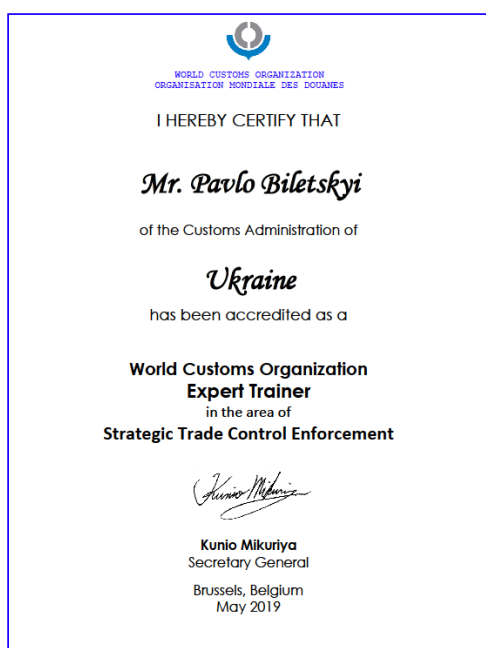 WORLD CUSTOMS ORGANIZATION
ORGANISATION MONDIALE DES DOUANES
I HEREBY CERTIFY THAT
Mr. Pavlo Biletskyi
of the Customs Administration of
Ukraine
has been accredited as a
World Customs Organization
Expert Trainer
in the area of
Strategic Trade Control Enforcement
Kunio Mikuriya
Kunio Mikuriya
Secretary General
Brussels, Belgium
May 2019